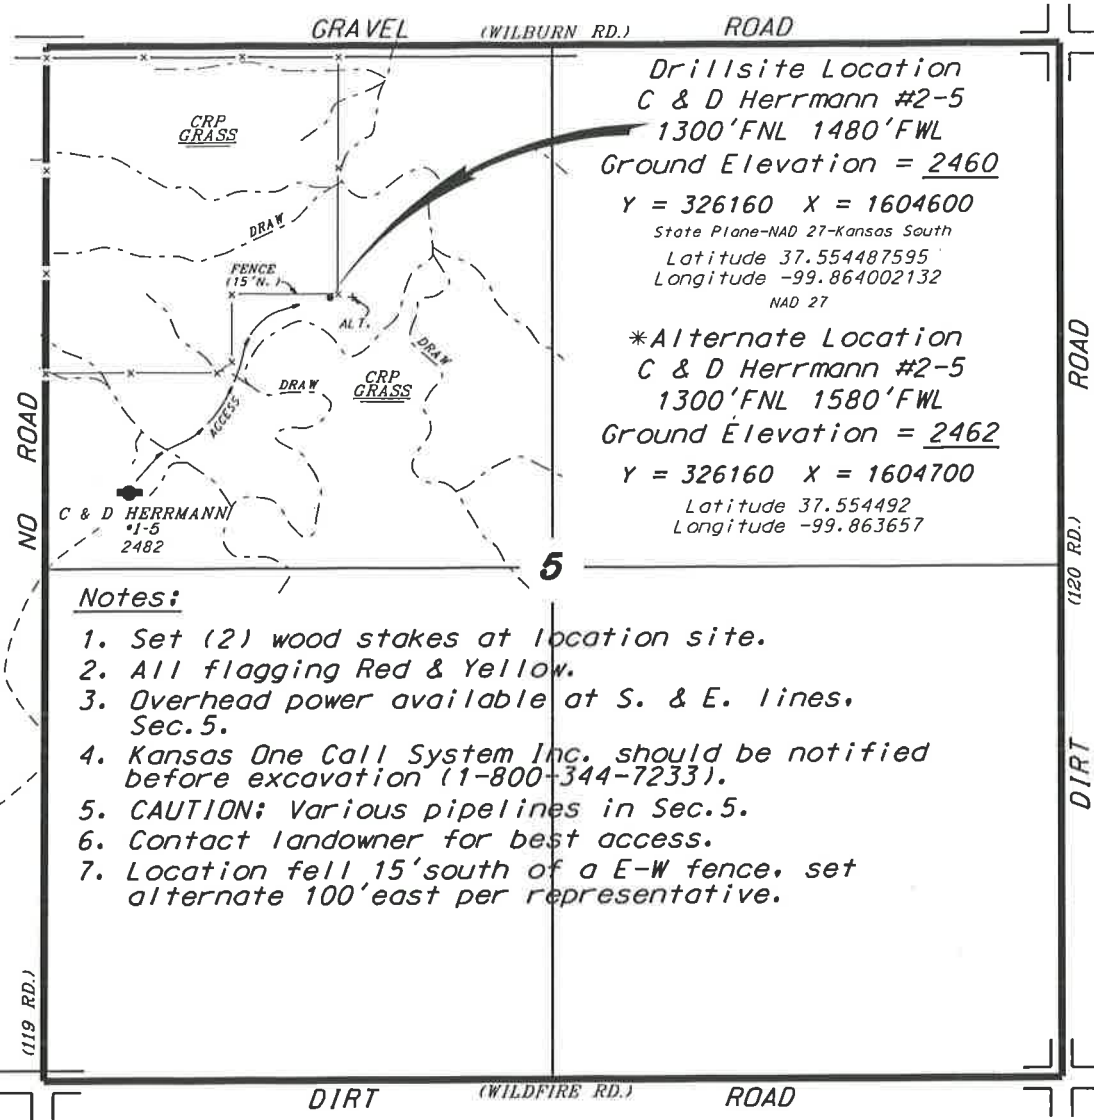 GRAVEL (WILBURN RD.) ROAD
Drillsite Location
C & D Herrmann #2-5
1300'FNL 1480'FWL
Ground Elevation = 2460
Y = 326160 X = 1604600
State Plane-NAD 27-Kansas South
Latitude 37.554487595
Longitude -99.864002132
NAD 27
*Alternate Location
C & D Herrmann #2-5
1300'FNL 1580'FWL
Ground Elevation = 2462
Y = 326160 X = 1604700
Latitude 37.554492
Longitude -99.863657
CRP
GRASS
DRAW
FENCE
(15'N.)
ALT.
DRAW
CRP
GRASS
DRAW
ACCESS
C & D HERRMANN
#1-5
2482
NO ROAD
(119 RD.)
5
ROAD
(120 RD.)
DIRT
Notes:
1. Set (2) wood stakes at location site.
2. All flagging Red & Yellow.
3. Overhead power available at S. & E. lines,
Sec.5.
4. Kansas One Call System Inc. should be notified
before excavation (1-800-344-7233).
5. CAUTION: Various pipelines in Sec.5.
6. Contact landowner for best access.
7. Location fell 15'south of a E-W fence, set
alternate 100'east per representative.
DIRT (WILDFIRE RD.) ROAD